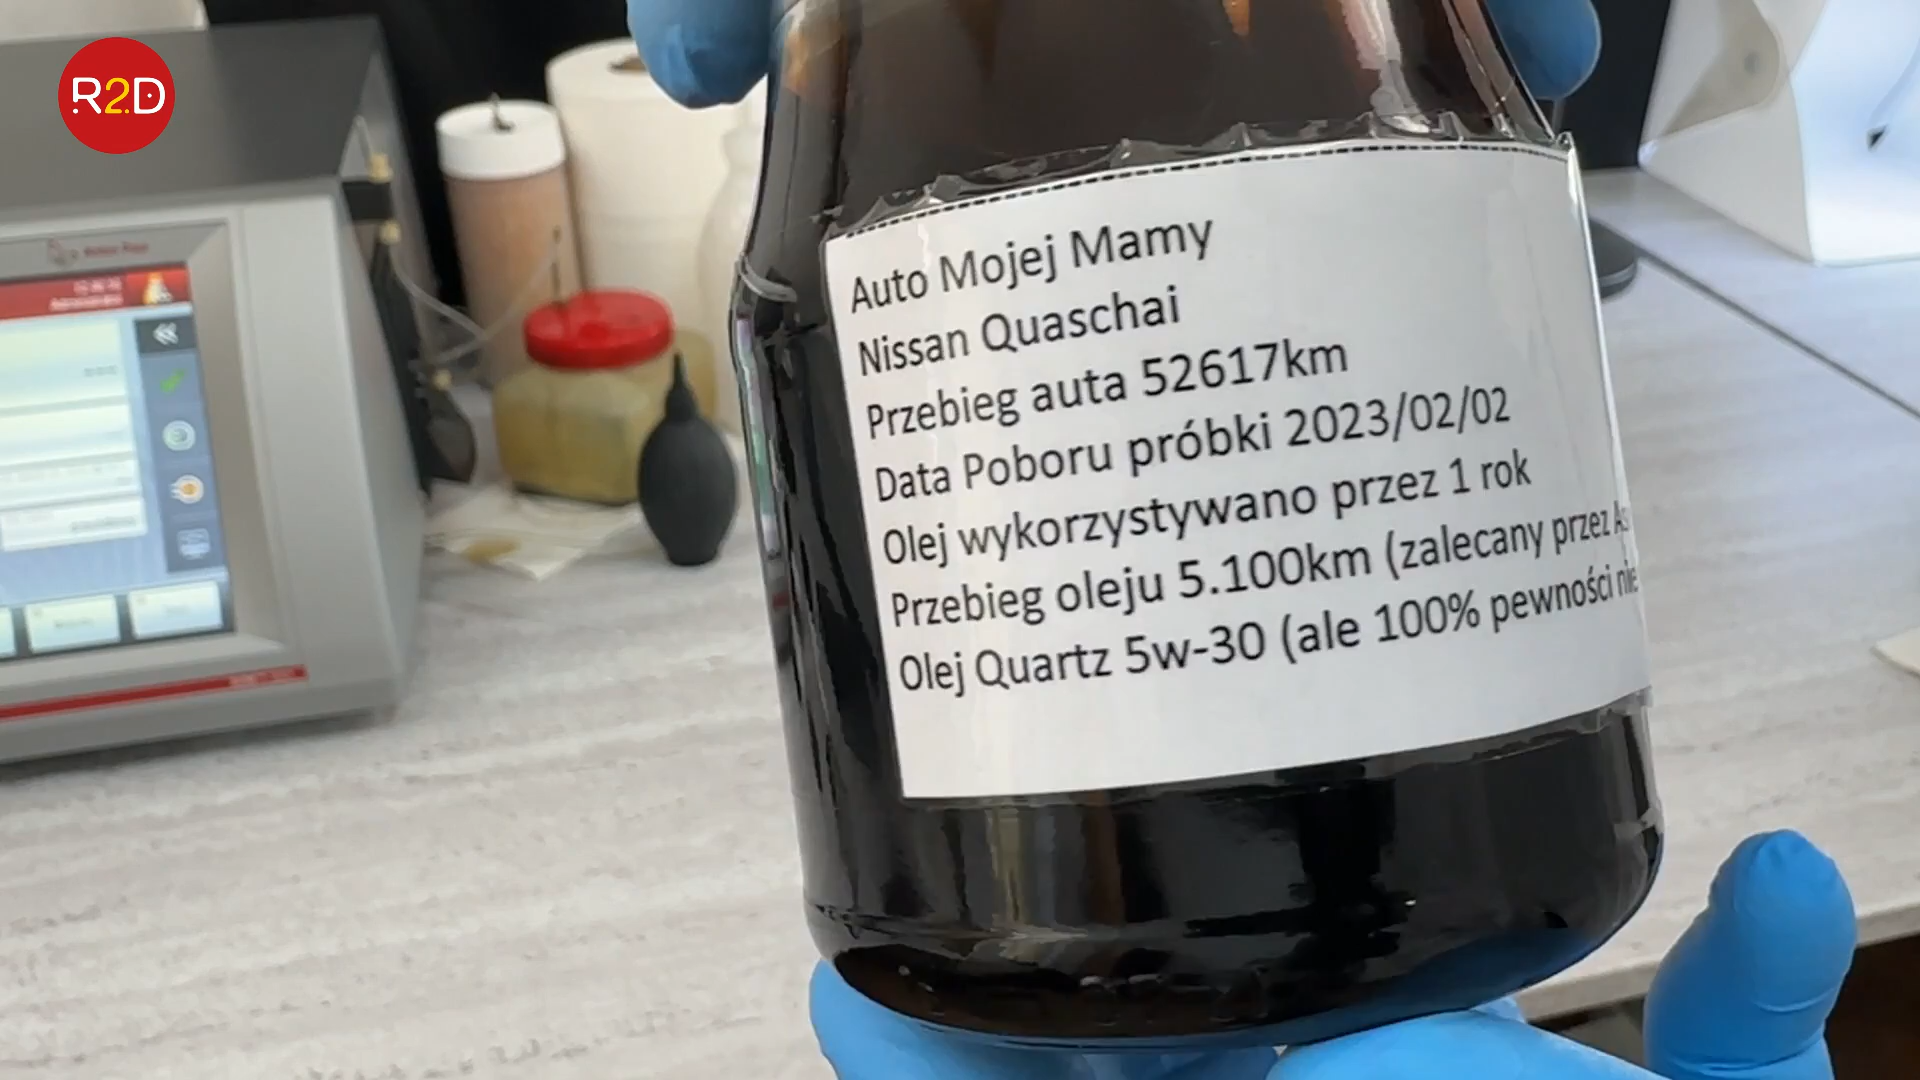 R2D
Auto Mojej Mamy
Nissan Quaschai
Przebieg auta 52617km
Data Poboru próbki 2023/02/02
Olej wykorzystywano przez 1 rok
Przebieg oleju 5.100km (zalecany przez
Olej Quartz 5w-30 (ale 100% pewności